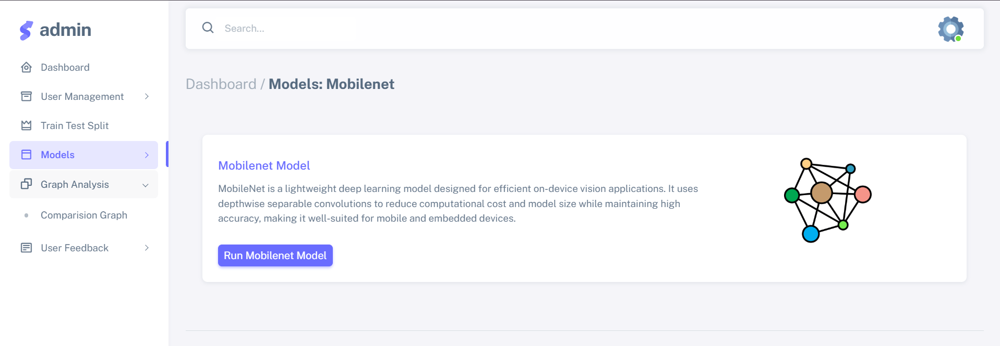 admin
Dashboard
User Management
Train Test Split
Models
Graph Analysis
Comparision Graph
User Feedback
Search...
Dashboard / Models: Mobilenet
Mobilenet Model
MobileNet is a lightweight deep learning model designed for efficient on-device vision applications. It uses
depthwise separable convolutions to reduce computational cost and model size while maintaining high
accuracy, making it well-suited for mobile and embedded devices.
Run Mobilenet Model